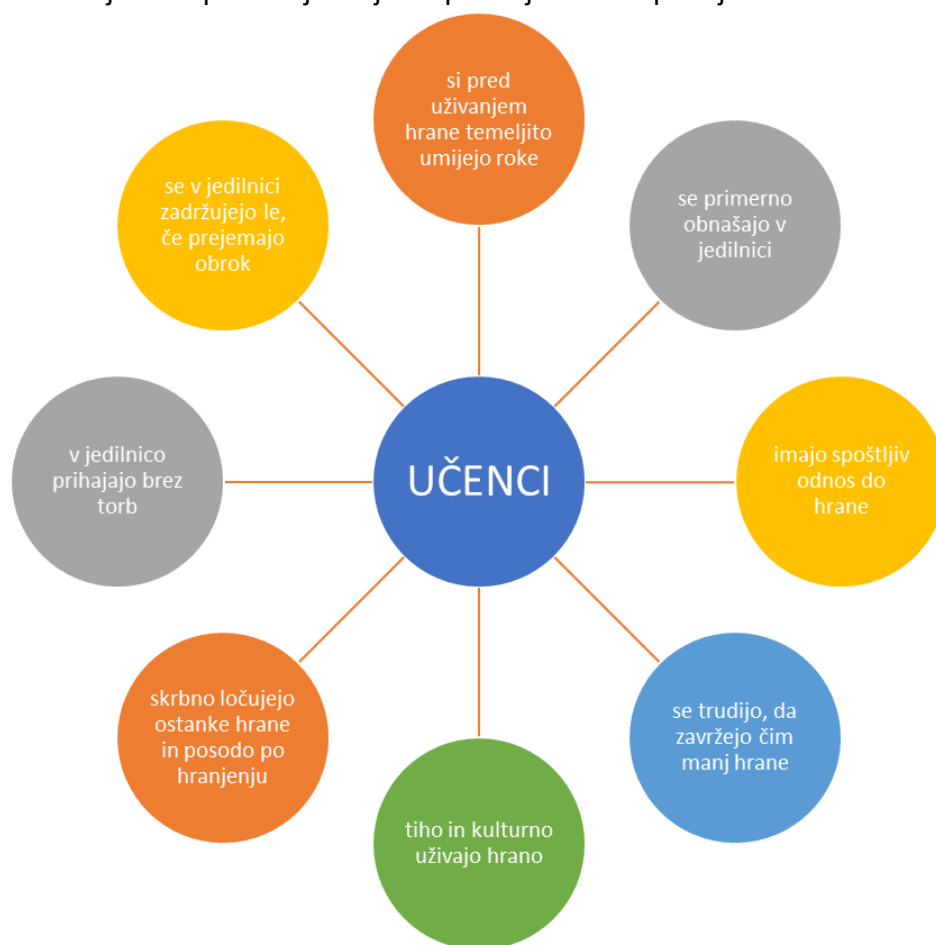 si pred
uživanjem
hrane temeljito
umijejo roke
se primerno
obnašajo v
jedilnici
imajo spoštljiv
odnos do
hrane
se trudijo, da
zavržejo čim
manj hrane
tiho in kulturno
uživajo hrano
skrbno ločujejo
ostanke hrane
in posodo po
hranjenju
v jedilnico
prihajajo brez
torb
se v jedilnici
zadržujejo le,
če prejemajo
obrok
UČENCI